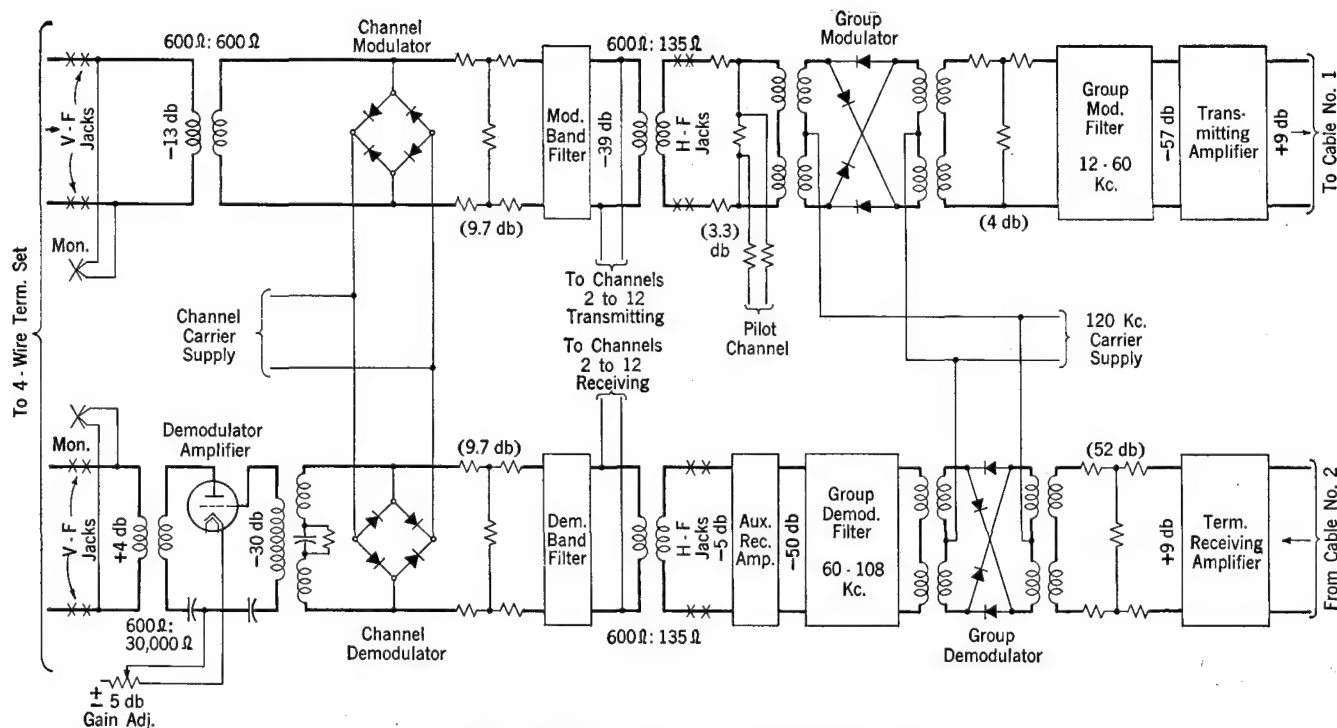 Channel
Modulator
Group
Modulator
600Ω: 600Ω
600Ω: 135Ω
V - F
Jacks
-13 db
Mod.
Band
Filter
-39 db
H - F
Jacks
Group
Mod.
Filter
12 - 60
Kc.
-57 db
Trans-
mitting
Amplifier
+9 db
To Cable No. 1
(9.7 db)
(3.3)
db
(4 db)
Mon.
To Channels
2 to 12
Transmitting
Pilot
Channel
Channel
Carrier
Supply
120 Kc.
Carrier
Supply
To 4 - Wire Term. Set
To Channels
2 to 12
Receiving
Mon.
Demodulator
Amplifier
(9.7 db)
(52 db)
V - F
Jacks
+4 db
-30 db
Dem.
Band
Filter
H - F
Jacks
-5 db
Aux.
Rec.
Amp.
-50 db
Group
Demod.
Filter
60 - 108
Kc.
+9 db
Term.
Receiving
Amplifier
From Cable No. 2
600Ω:
30,000Ω
Channel
Demodulator
600Ω: 135Ω
Group
Demodulator
±
5 db
Gain Adj.